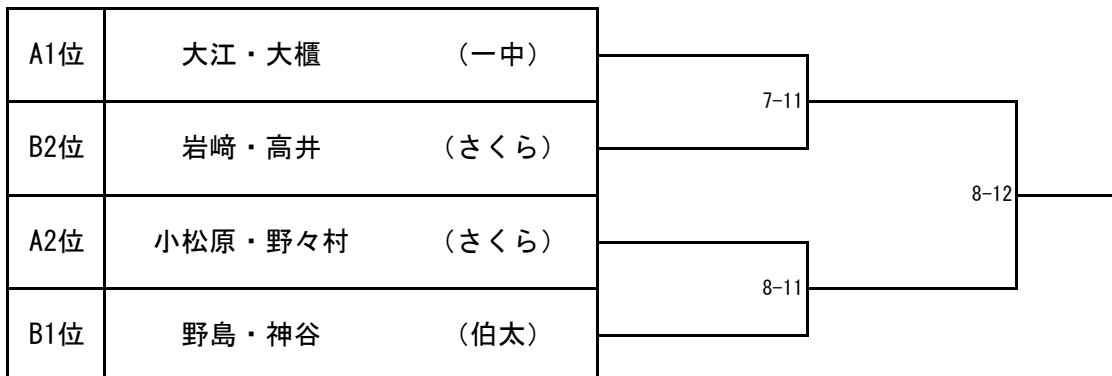 A1位 大江・大櫃 （一中）
7-11
B2位 岩﨑・高井 （さくら）
8-12
A2位 小松原・野々村 （さくら）
8-11
B1位 野島・神谷 （伯太）